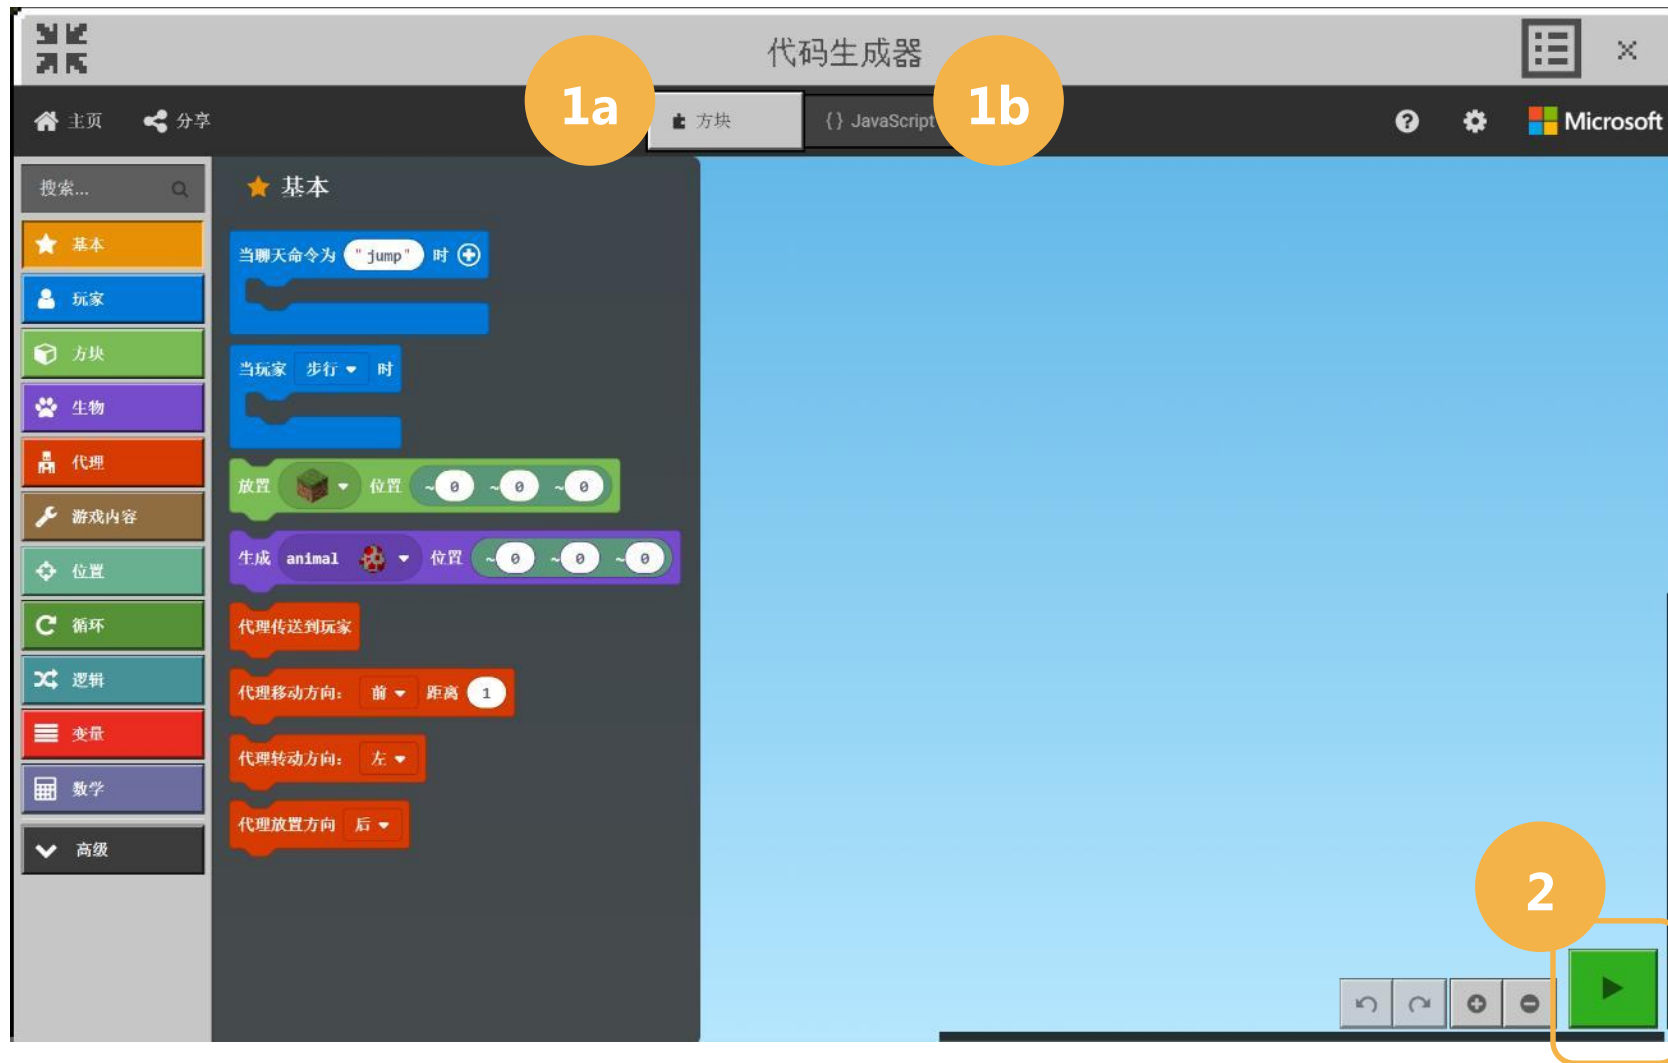 代码生成器
1a
1b
主页
分享
方块
{} JavaScript
Microsoft
搜索...
基本
玩家
方块
生物
代理
游戏内容
位置
循环
逻辑
变量
数学
高级
基本
当聊天命令为 "jump" 时
当玩家 步行 时
放置 位置 ~0 ~0 ~0
生成 animal 位置 ~0 ~0 ~0
代理传送到玩家
代理移动方向: 前 距离 1
代理转动方向: 左
代理放置方向 后
2